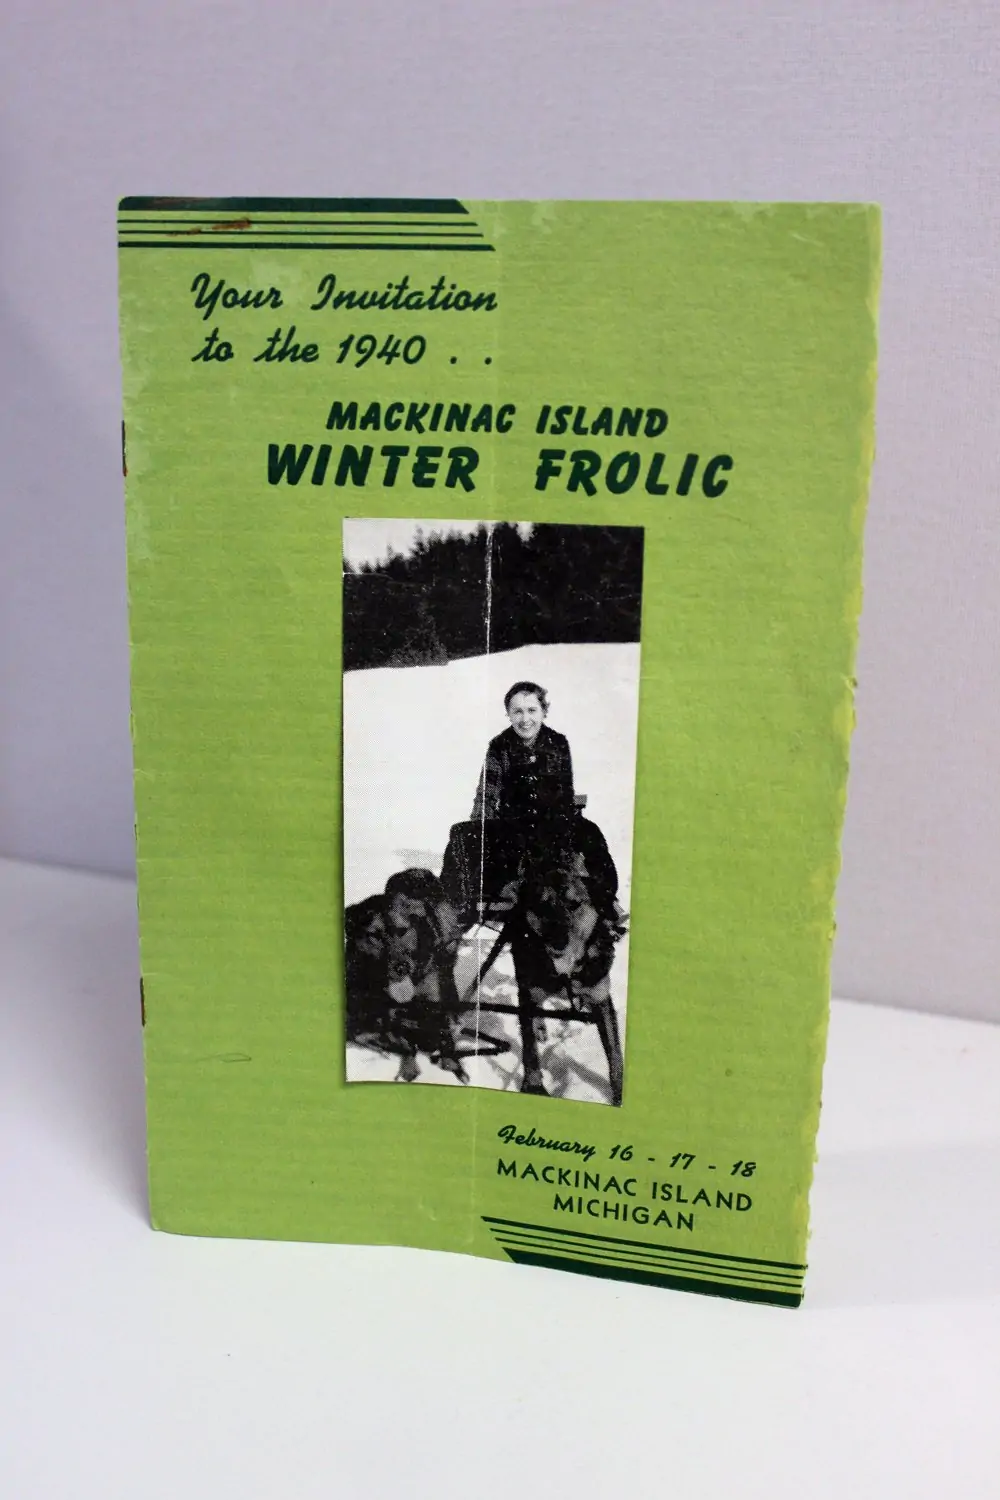 Your Invitation
to the 1940 . .
MACKINAC ISLAND
WINTER FROLIC
February 16 - 17 - 18
MACKINAC ISLAND
MICHIGAN